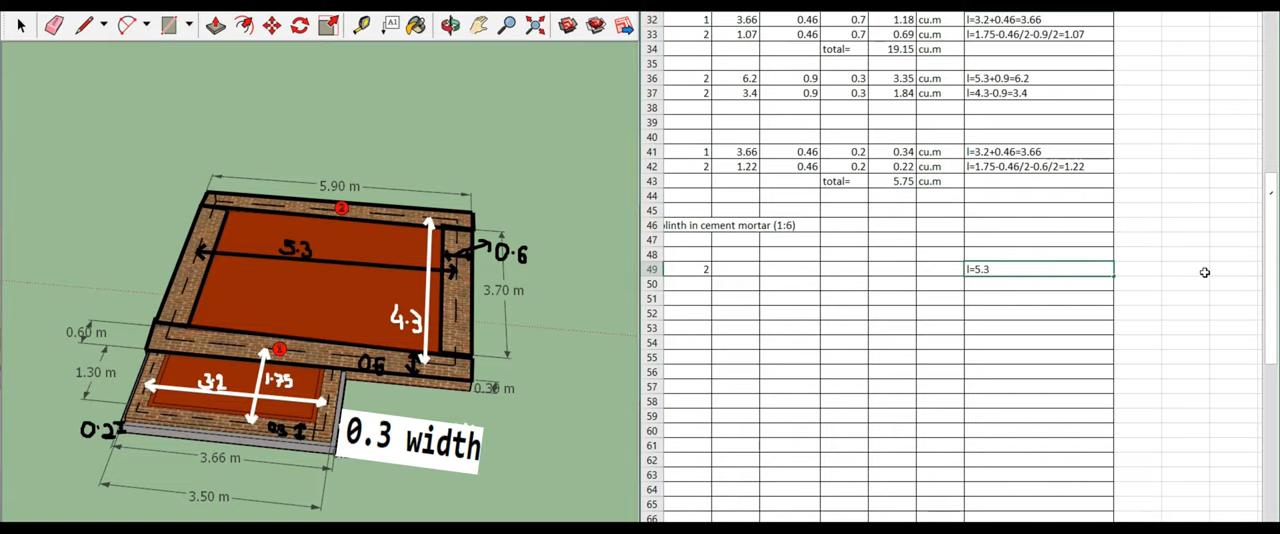 A1
5.90 m
2
5.3
0.6
3.70 m
4.3
0.60 m
1
0.6
1.30 m
3.2
1.75
0.30 m
0.2
0.3
0.3 width
3.66 m
3.50 m
32 1 3.66 0.46 0.7 1.18 cu.m l=3.2+0.46=3.66
33 2 1.07 0.46 0.7 0.69 cu.m l=1.75-0.46/2-0.9/2=1.07
34 total= 19.15 cu.m
35
36 2 6.2 0.9 0.3 3.35 cu.m l=5.3+0.9=6.2
37 2 3.4 0.9 0.3 1.84 cu.m l=4.3-0.9=3.4
38
39
40
41 1 3.66 0.46 0.2 0.34 cu.m l=3.2+0.46=3.66
42 2 1.22 0.46 0.2 0.22 cu.m l=1.75-0.46/2-0.6/2=1.22
43 total= 5.75 cu.m
44
45
46 plinth in cement mortar (1:6)
47
48
49 2 l=5.3
50
51
52
53
54
55
56
57
58
59
60
61
62
63
64
65
66